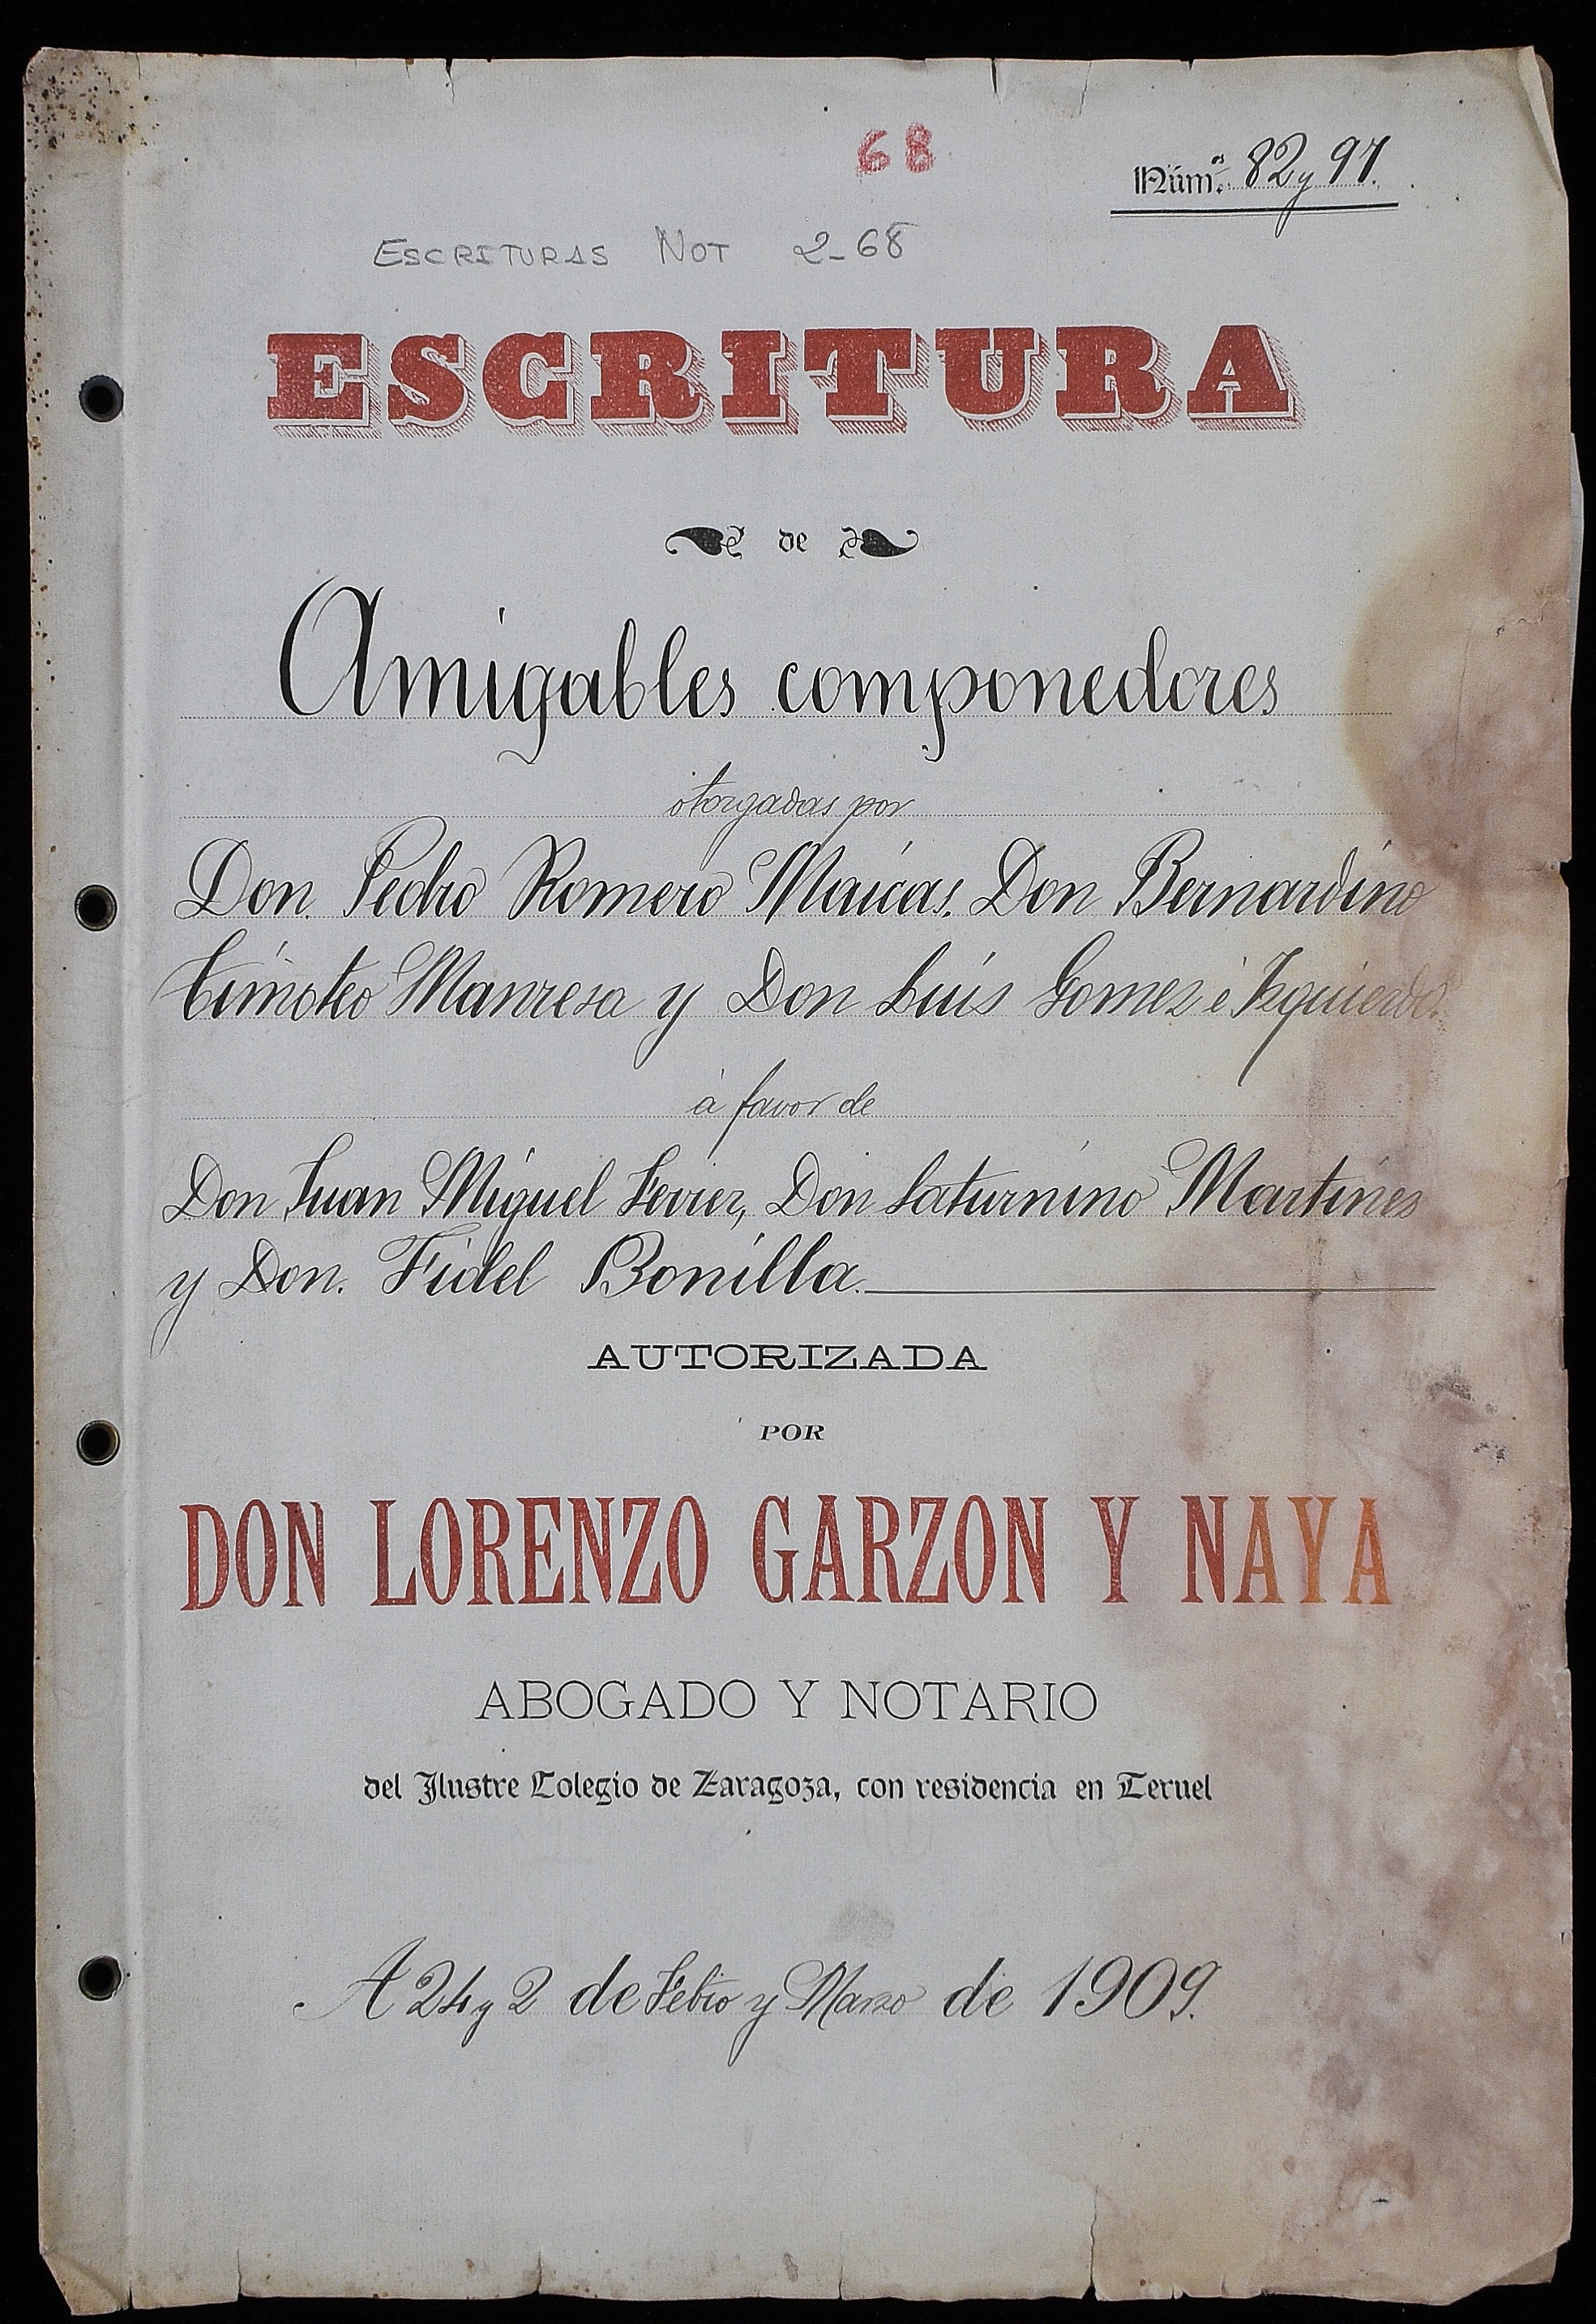 68
Núm.os 82 y 97.
ESCRITURAS NOT 2-68
ESCRITURA
de
Amigables componedores
otorgadas por
Don Pedro Romero Maicas, Don Bernardino
Timoteo Manresa y Don Luis Gomez é Izquierdo.
á favor de
Don Juan Miguel Ferrer, Don Saturnino Martines
y Don. Fidel Bonilla.
AUTORIZADA
POR
DON LORENZO GARZON Y NAYA
ABOGADO Y NOTARIO
del Ilustre Colegio de Zaragoza, con residencia en Teruel
A 24 y 2 de Febro y Marzo de 1909.